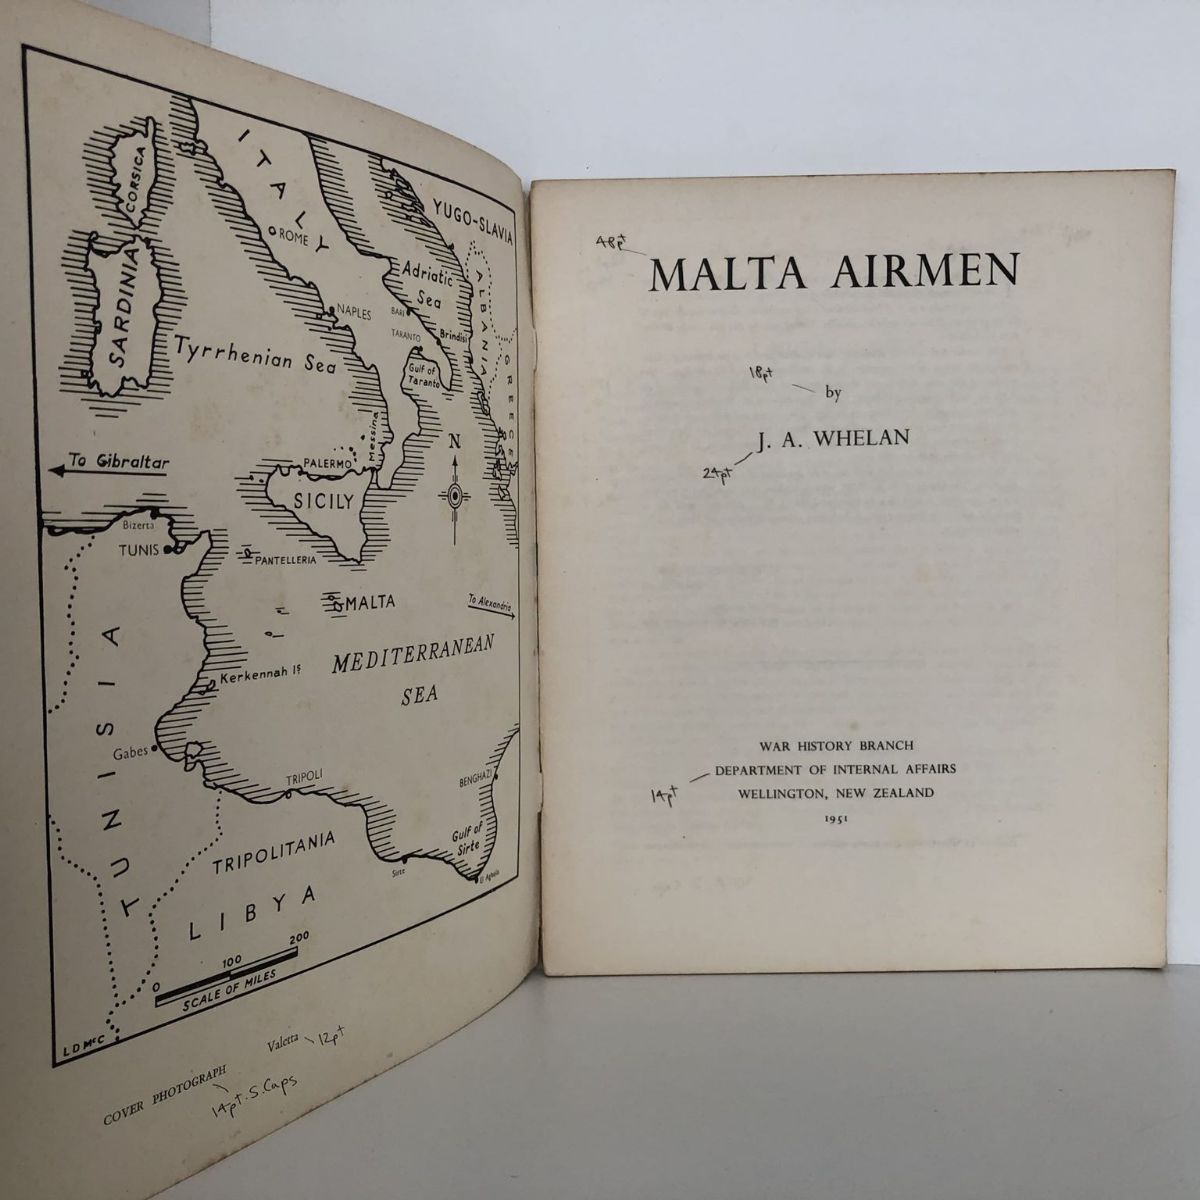 CORSICA
SARDINIA
ITALY
ROME
NAPLES
YUGO-SLAVIA
Adriatic
Sea
ALBANIA
GREECE
BARI
TARANTO
Brindisi
Gulf of
Taranto
Tyrrhenian Sea
Messina
N
To Gibraltar
PALERMO
SICILY
Bizerta
TUNIS
PANTELLERIA
MALTA
To Alexandria
MEDITERRANEAN
SEA
Kerkennah Is
TUNISIA
Gabes
TRIPOLI
BENGHAZI
Gulf of
Sirte
Sirte
El Agheila
TRIPOLITANIA
LIBYA
0 100 200
SCALE OF MILES
L D McC
COVER PHOTOGRAPH Valetta 12pt
14pt. S. Caps
48pt
MALTA AIRMEN
18pt
by
J. A. WHELAN
24pt
WAR HISTORY BRANCH
DEPARTMENT OF INTERNAL AFFAIRS
14pt
WELLINGTON, NEW ZEALAND
1951